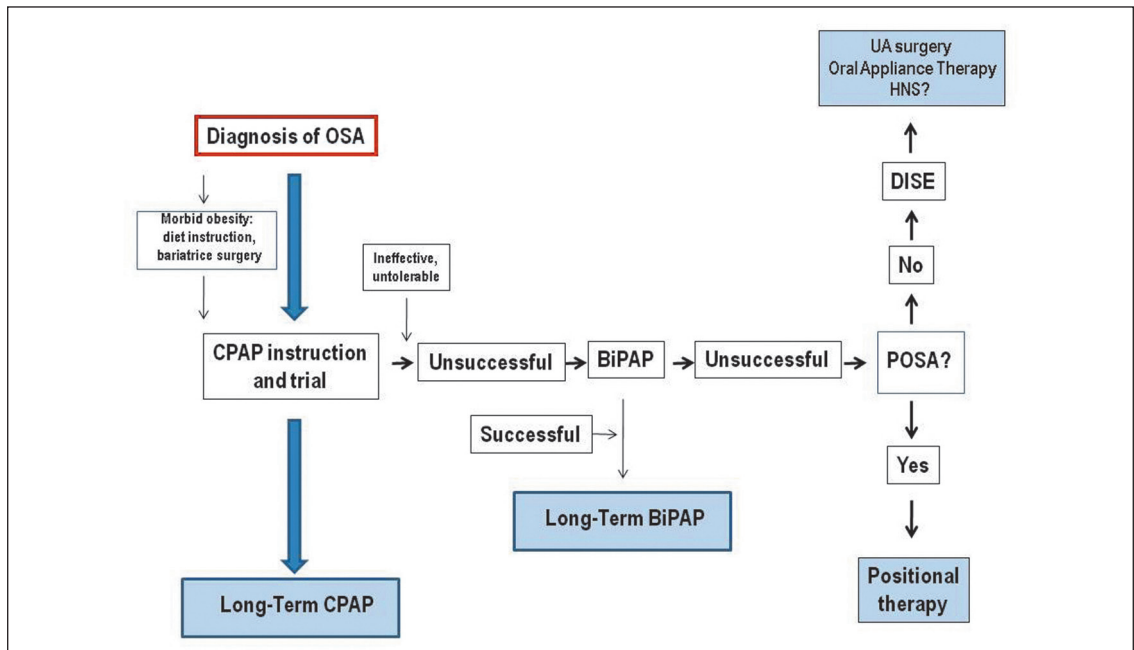 UA surgery
Oral Appliance Therapy
HNS?
Diagnosis of OSA
DISE
Morbid obesity:
diet instruction,
bariatrice surgery
Ineffective,
untolerable
No
CPAP instruction
and trial
Unsuccessful
BiPAP
Unsuccessful
POSA?
Successful
Yes
Long-Term BiPAP
Positional
therapy
Long-Term CPAP